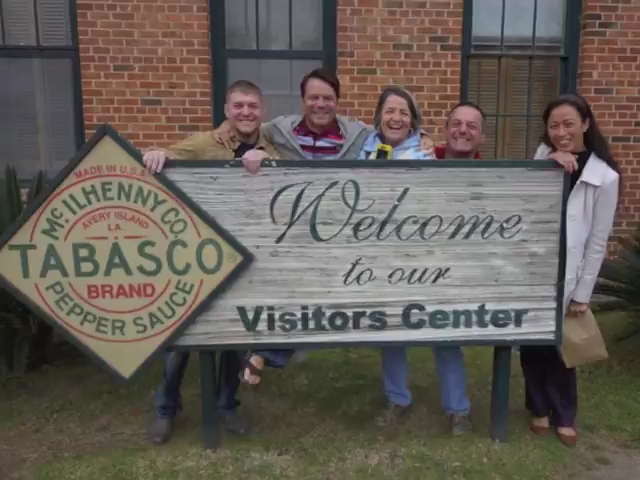 MADE IN U.S.A.
McILHENNY CO.
AVERY ISLAND
LA.
TABASCO
BRAND
PEPPER SAUCE
Welcome
to our
Visitors Center